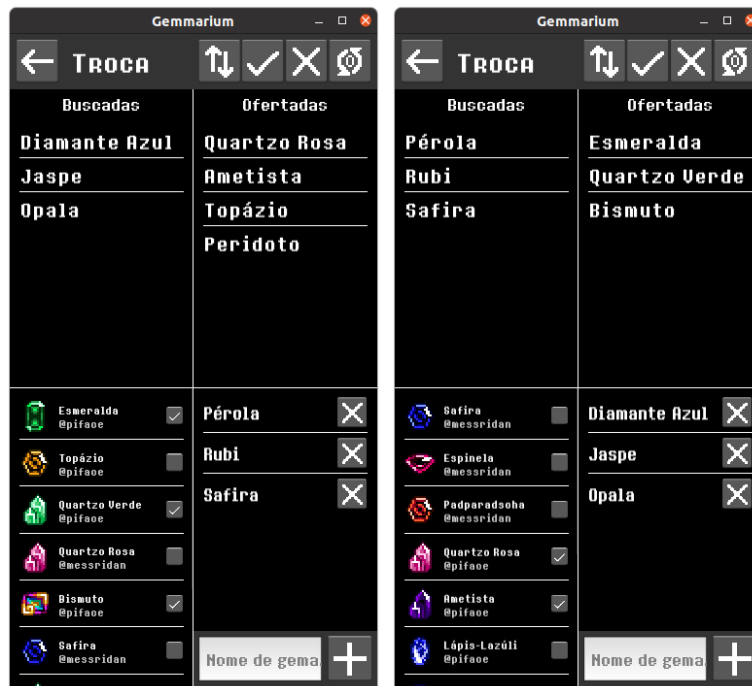 Gemmarium
Troca
Buscadas
Ofertadas
Diamante Azul
Quartzo Rosa
Jaspe
Ametista
Opala
Topázio
Peridoto
Esmeralda
@pifaoe
Topázio
@pifaoe
Quartzo Verde
@pifaoe
Quartzo Rosa
@messridan
Bismuto
@pifaoe
Safira
@messridan
Pérola
Rubi
Safira
Nome de gema.
Gemmarium
Troca
Buscadas
Ofertadas
Pérola
Esmeralda
Rubi
Quartzo Verde
Safira
Bismuto
Safira
@messridan
Espinela
@messridan
Padparadsoha
@messridan
Quartzo Rosa
@pifaoe
Ametista
@pifaoe
Lápis-Lazúli
@pifaoe
Diamante Azul
Jaspe
Opala
Nome de gema.